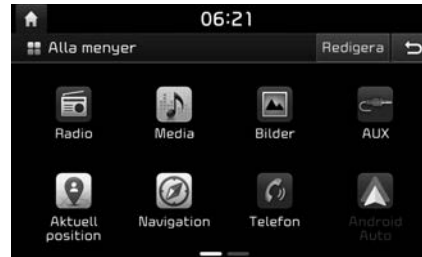 06:21
Alla menyer
Redigera
Radio
Media
Bilder
AUX
Aktuell
position
Navigation
Telefon
Android
Auto